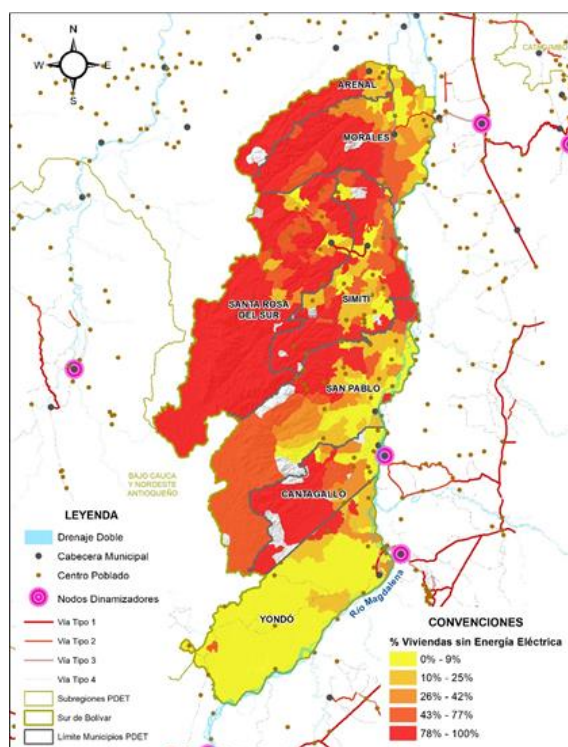 N
W E
S
CATATUMBO
ARENAL
MORALES
SANTA ROSA
DEL SUR
SIMITI
SAN PABLO
BAJO CAUCA
Y NORDESTE
ANTIOQUEÑO
CANTAGALLO
YONDÓ
Río Magdalena
LEYENDA
Drenaje Doble
Cabecera Municipal
Centro Poblado
Nodos Dinamizadores
Vía Tipo 1
Vía Tipo 2
Vía Tipo 3
Vía Tipo 4
Subregiones PDET
Sur de Bolívar
Límite Municipios PDET
CONVENCIONES
% Viviendas sin Energía Eléctrica
0% - 9%
10% - 25%
26% - 42%
43% - 77%
78% - 100%